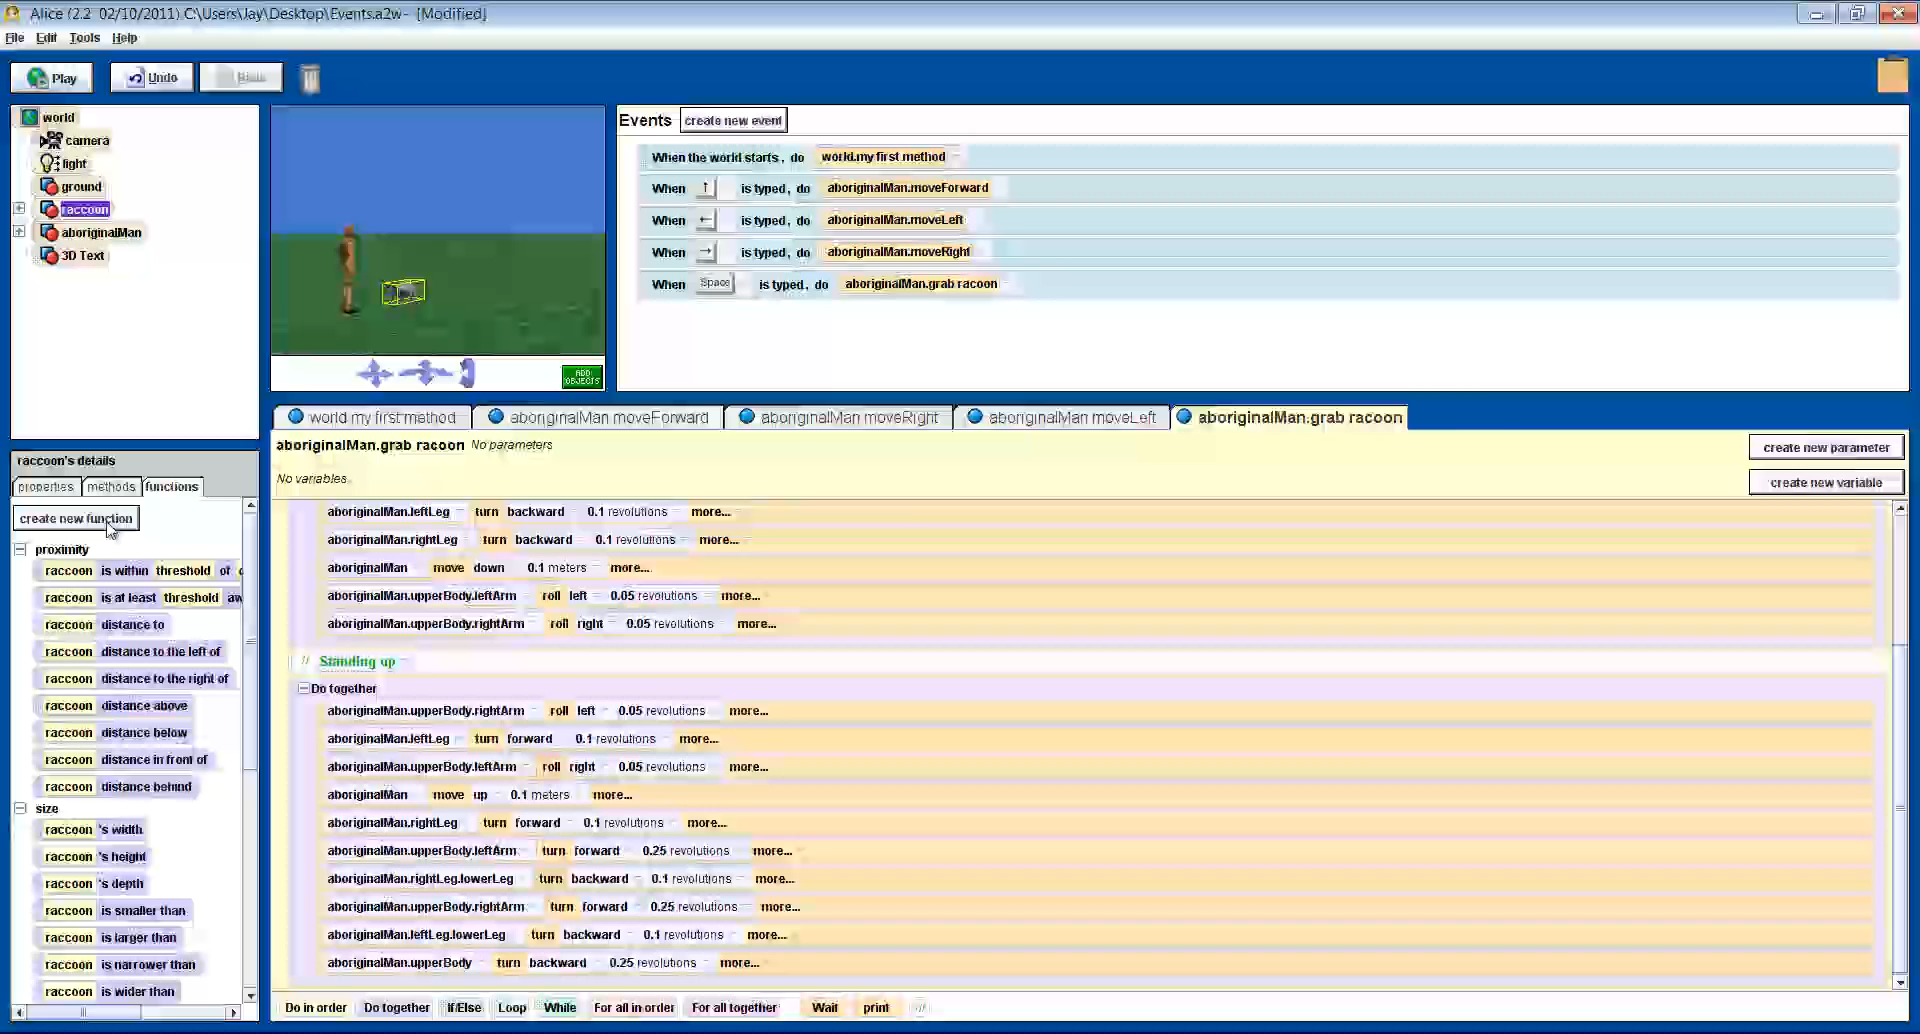 Alice (2.2 02/10/2011) C:\Users\Jay\Desktop\Events.a2w - [Modified]
File Edit Tools Help
Play Undo
world
camera
light
ground
raccoon
aboriginalMan
3D Text
ADD OBJECTS
Events create new event
When the world starts, do world.my first method
When ↑ is typed, do aboriginalMan.moveForward
When ← is typed, do aboriginalMan.moveLeft
When → is typed, do aboriginalMan.moveRight
When Space is typed, do aboriginalMan.grab racoon
raccoon's details
properties methods functions
create new function
proximity
raccoon is within threshold of
raccoon is at least threshold aw
raccoon distance to
raccoon distance to the left of
raccoon distance to the right of
raccoon distance above
raccoon distance below
raccoon distance in front of
raccoon distance behind
size
raccoon 's width
raccoon 's height
raccoon 's depth
raccoon is smaller than
raccoon is larger than
raccoon is narrower than
raccoon is wider than
world.my first method aboriginalMan.moveForward aboriginalMan.moveRight aboriginalMan.moveLeft aboriginalMan.grab racoon
aboriginalMan.grab racoon No parameters
create new parameter
No variables
create new variable
aboriginalMan.leftLeg turn backward 0.1 revolutions more...
aboriginalMan.rightLeg turn backward 0.1 revolutions more...
aboriginalMan move down 0.1 meters more...
aboriginalMan.upperBody.leftArm roll left 0.05 revolutions more...
aboriginalMan.upperBody.rightArm roll right 0.05 revolutions more...
// Standing up
Do together
aboriginalMan.upperBody.rightArm roll left 0.05 revolutions more...
aboriginalMan.leftLeg turn forward 0.1 revolutions more...
aboriginalMan.upperBody.leftArm roll right 0.05 revolutions more...
aboriginalMan move up 0.1 meters more...
aboriginalMan.rightLeg turn forward 0.1 revolutions more...
aboriginalMan.upperBody.leftArm turn forward 0.25 revolutions more...
aboriginalMan.rightLeg.lowerLeg turn backward 0.1 revolutions more...
aboriginalMan.upperBody.rightArm turn forward 0.25 revolutions more...
aboriginalMan.leftLeg.lowerLeg turn backward 0.1 revolutions more...
aboriginalMan.upperBody turn backward 0.25 revolutions more...
Do in order Do together If/Else Loop While For all in order For all together Wait print //